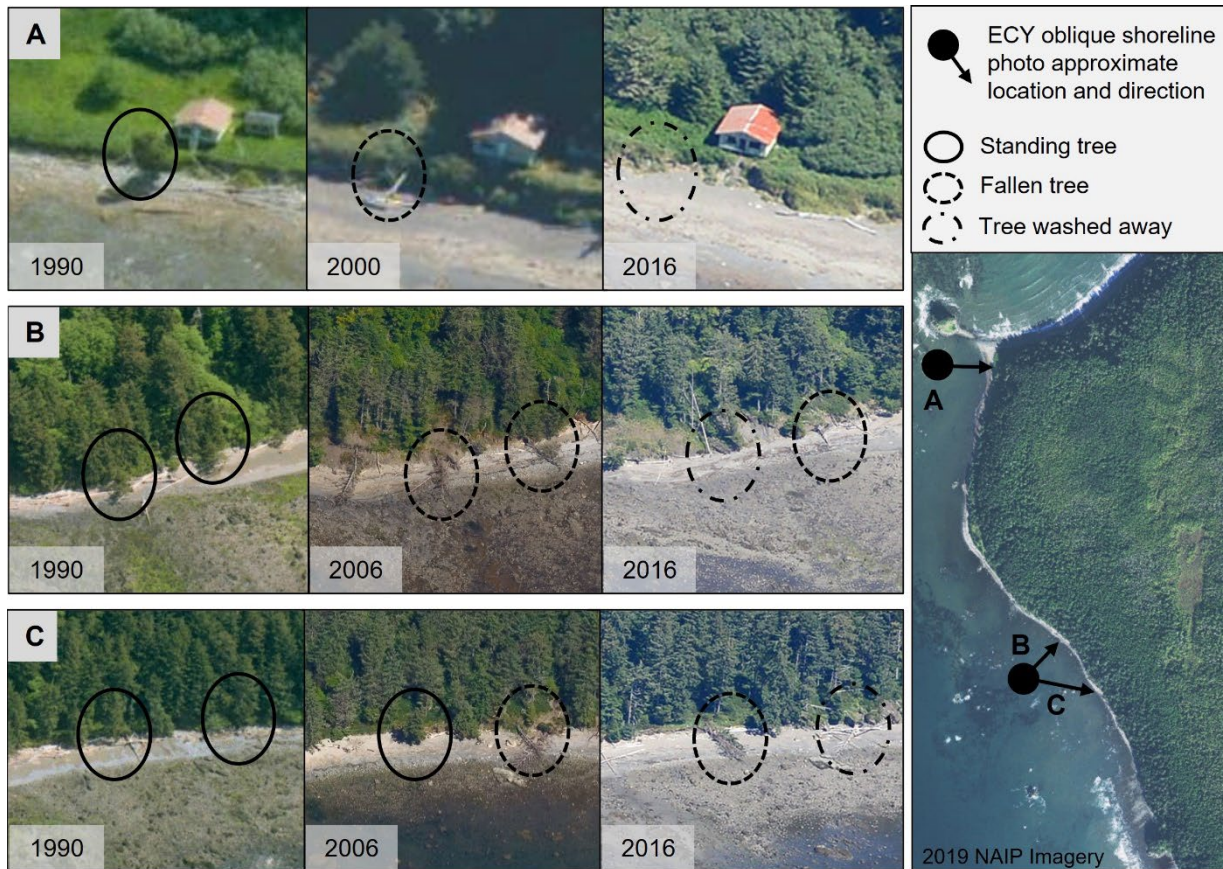 A
1990
2000
2016
B
1990
2006
2016
C
1990
2006
2016
ECY oblique shoreline
photo approximate
location and direction
Standing tree
Fallen tree
Tree washed away
A
B
C
2019 NAIP Imagery